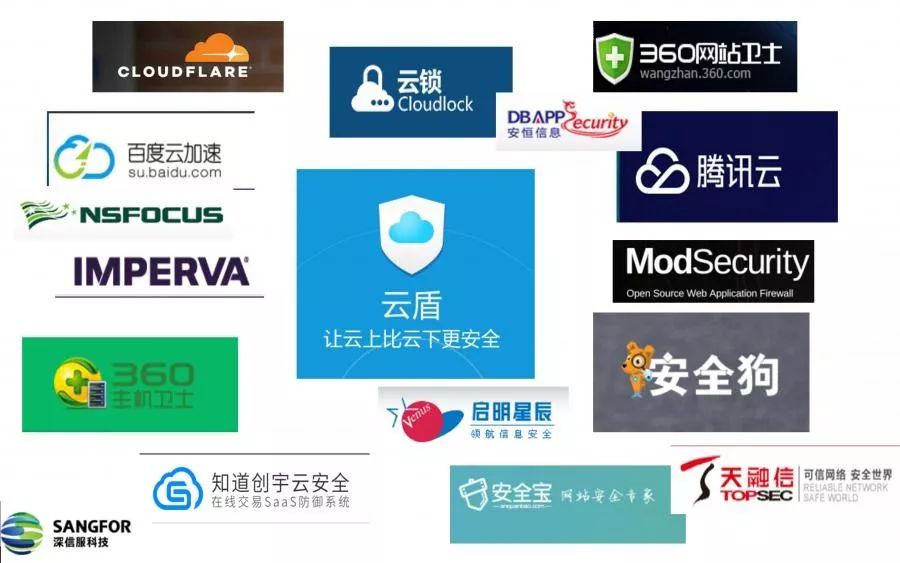 CLOUDFLARE
云锁
Cloudlock
360网站卫士
wangzhan.360.com
DBAPPSecurity
安恒信息
百度云加速
su.baidu.com
腾讯云
NSFOCUS
IMPERVA
云盾
让云上比云下更安全
ModSecurity
Open Source Web Application Firewall
360
主机卫士
安全狗
Venus
启明星辰
领航信息安全
知道创宇云安全
在线交易SaaS防御系统
安全宝
anquanbao.com
网站安全专家
天融信
TOPSEC
可信网络 安全世界
RELIABLE NETWORK
SAFE WORLD
SANGFOR
深信服科技